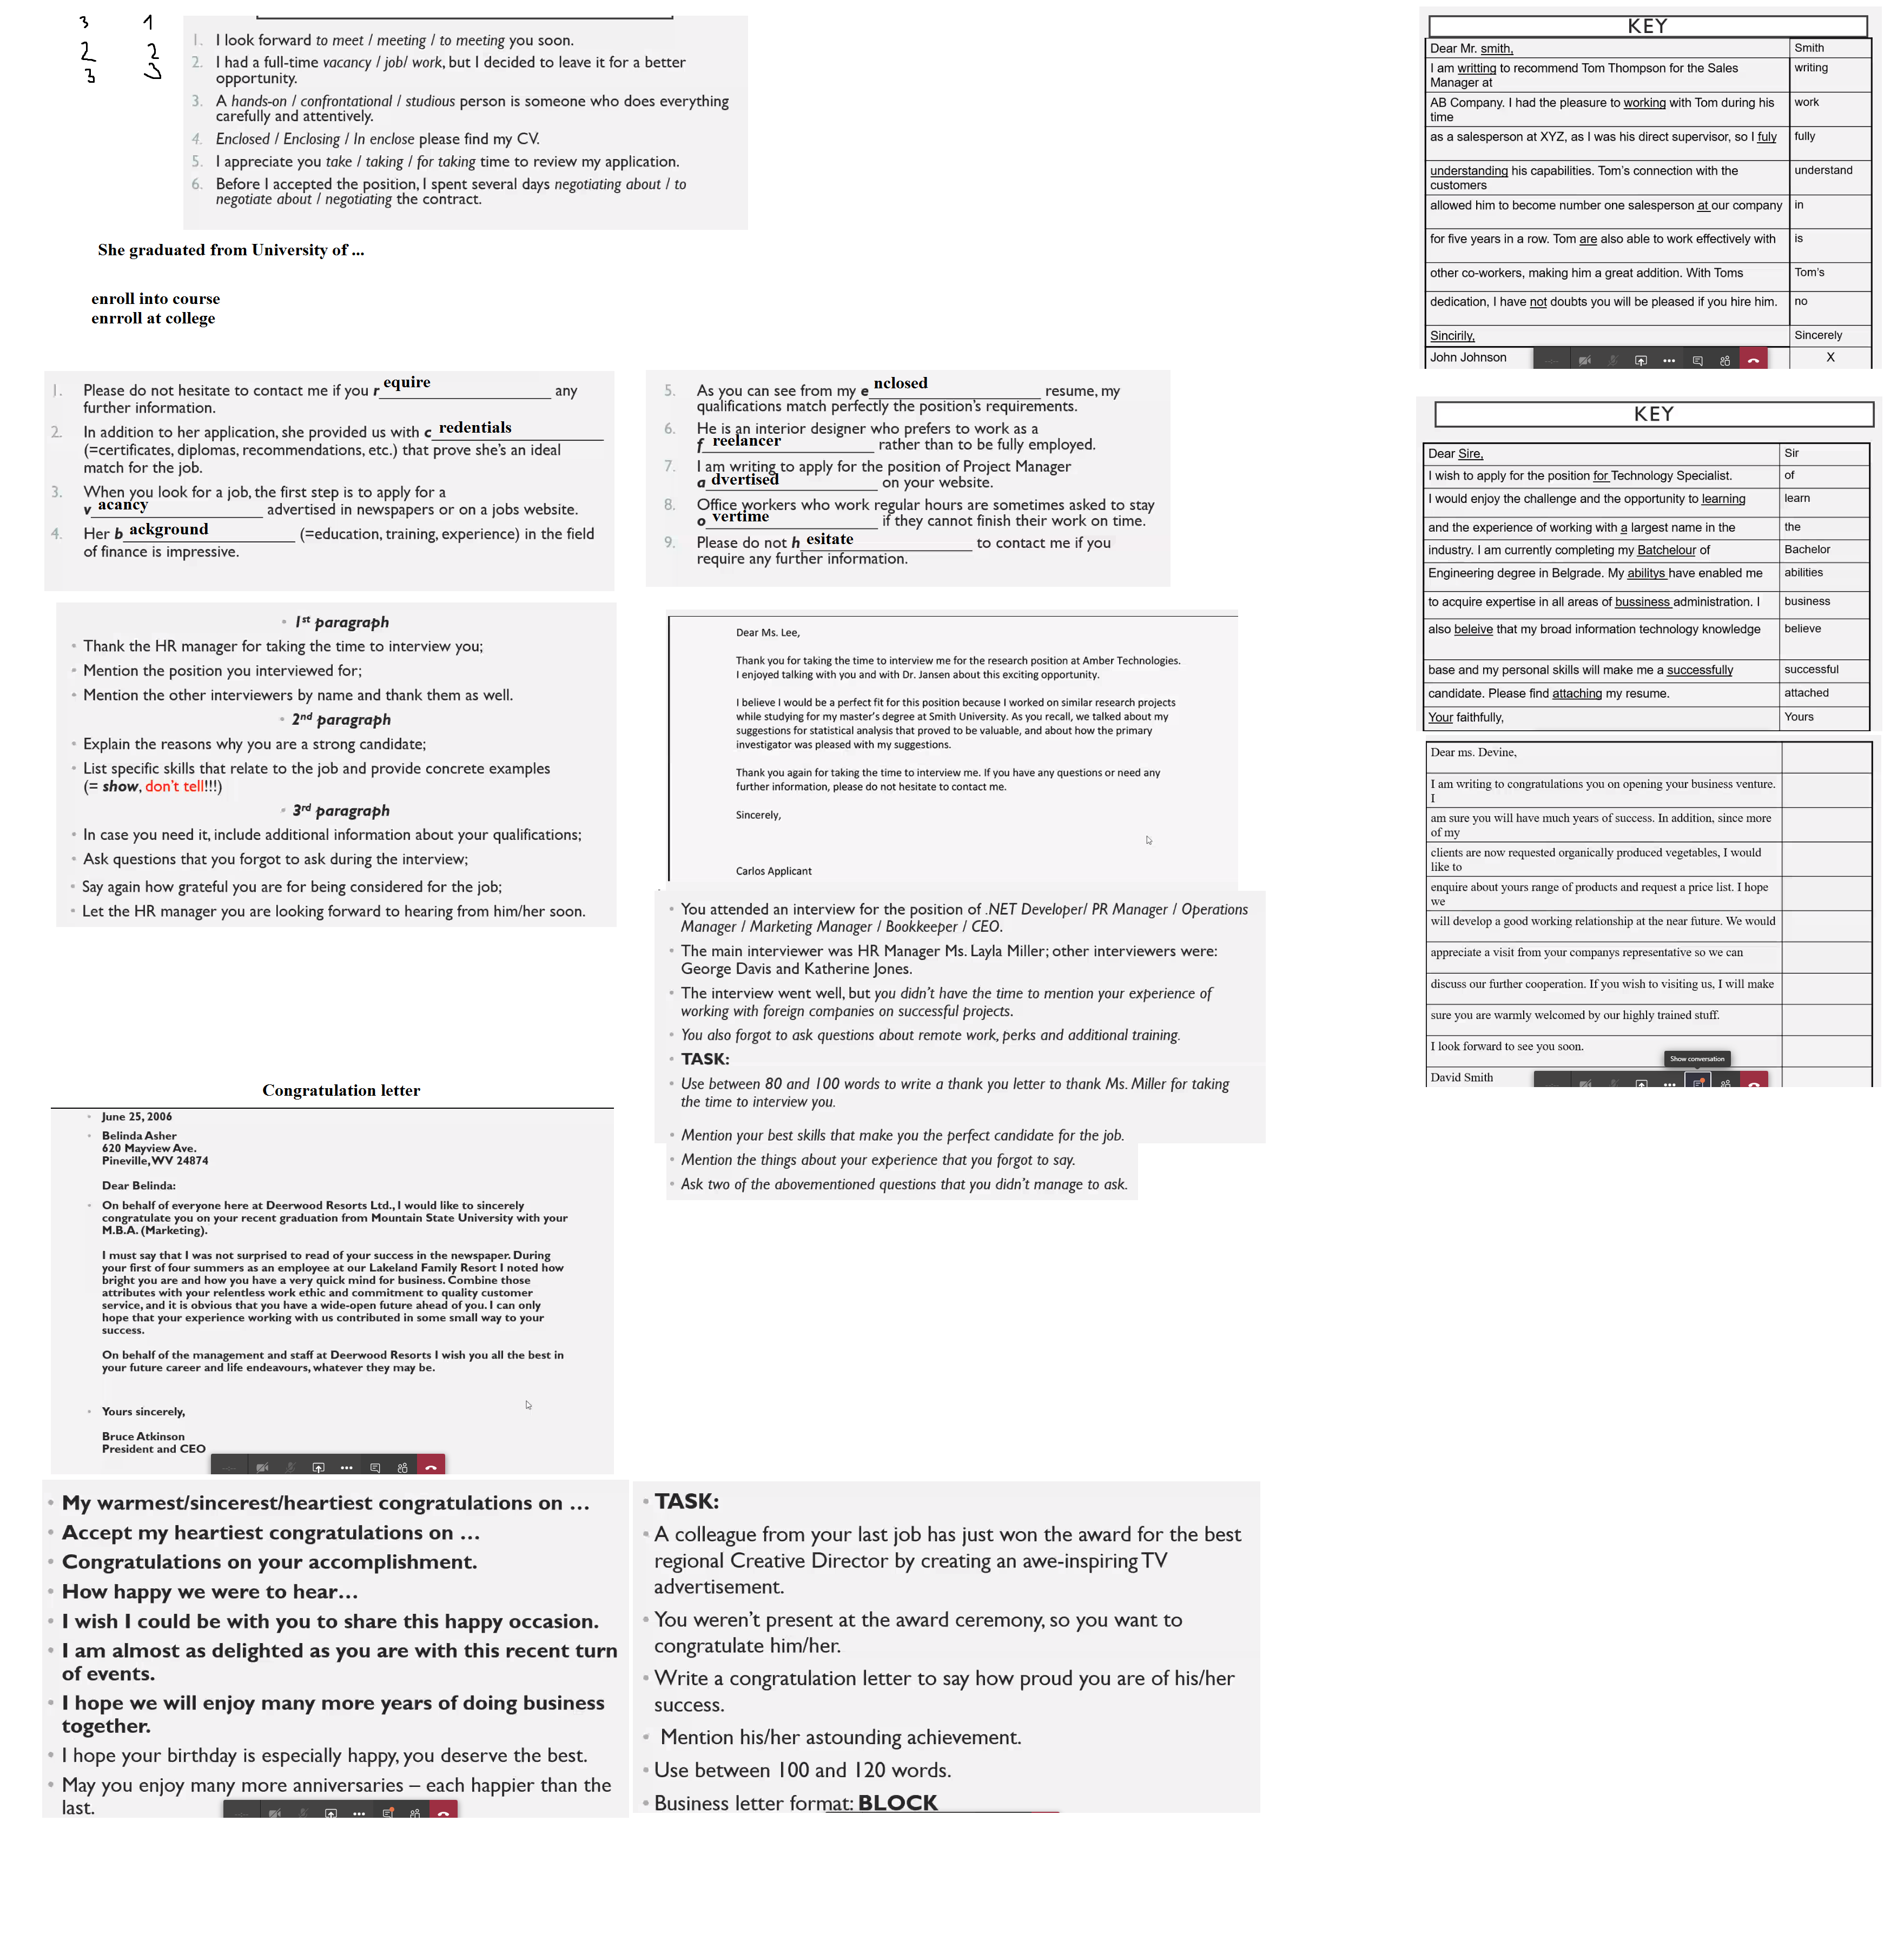 3 1
2 2
3 3
1. I look forward to meet / meeting / to meeting you soon.
2. I had a full-time vacancy / job/ work, but I decided to leave it for a better
opportunity.
3. A hands-on / confrontational / studious person is someone who does everything
carefully and attentively.
4. Enclosed / Enclosing / In enclose please find my CV.
5. I appreciate you take / taking / for taking time to review my application.
6. Before I accepted the position, I spent several days negotiating about / to
negotiate about / negotiating the contract.
She graduated from University of ...
enroll into course
enrroll at college
1. Please do not hesitate to contact me if you require any
further information.
2. In addition to her application, she provided us with credentials
(=certificates, diplomas, recommendations, etc.) that prove she's an ideal
match for the job.
3. When you look for a job, the first step is to apply for a
vacancy advertised in newspapers or on a jobs website.
4. Her background (=education, training, experience) in the field
of finance is impressive.
5. As you can see from my enclosed resume, my
qualifications match perfectly the position's requirements.
6. He is an interior designer who prefers to work as a
freelancer rather than to be fully employed.
7. I am writing to apply for the position of Project Manager
advertised on your website.
8. Office workers who work regular hours are sometimes asked to stay
overtime if they cannot finish their work on time.
9. Please do not hesitate to contact me if you
require any further information.
• 1st paragraph
• Thank the HR manager for taking the time to interview you;
• Mention the position you interviewed for;
• Mention the other interviewers by name and thank them as well.
• 2nd paragraph
• Explain the reasons why you are a strong candidate;
• List specific skills that relate to the job and provide concrete examples
(= show, don't tell!!!)
• 3rd paragraph
• In case you need it, include additional information about your qualifications;
• Ask questions that you forgot to ask during the interview;
• Say again how grateful you are for being considered for the job;
• Let the HR manager you are looking forward to hearing from him/her soon.
Dear Ms. Lee,
Thank you for taking the time to interview me for the research position at Amber Technologies.
I enjoyed talking with you and with Dr. Jansen about this exciting opportunity.
I believe I would be a perfect fit for this position because I worked on similar research projects
while studying for my master's degree at Smith University. As you recall, we talked about my
suggestions for statistical analysis that proved to be valuable, and about how the primary
investigator was pleased with my suggestions.
Thank you again for taking the time to interview me. If you have any questions or need any
further information, please do not hesitate to contact me.
Sincerely,
Carlos Applicant
• You attended an interview for the position of .NET Developer/ PR Manager / Operations
Manager / Marketing Manager / Bookkeeper / CEO.
• The main interviewer was HR Manager Ms. Layla Miller; other interviewers were:
George Davis and Katherine Jones.
• The interview went well, but you didn't have the time to mention your experience of
working with foreign companies on successful projects.
• You also forgot to ask questions about remote work, perks and additional training.
• TASK:
• Use between 80 and 100 words to write a thank you letter to thank Ms. Miller for taking
the time to interview you.
• Mention your best skills that make you the perfect candidate for the job.
• Mention the things about your experience that you forgot to say.
• Ask two of the abovementioned questions that you didn't manage to ask.
Congratulation letter
• June 25, 2006
• Belinda Asher
620 Mayview Ave.
Pineville, WV 24874
Dear Belinda:
• On behalf of everyone here at Deerwood Resorts Ltd., I would like to sincerely
congratulate you on your recent graduation from Mountain State University with your
M.B.A. (Marketing).
I must say that I was not surprised to read of your success in the newspaper. During
your first of four summers as an employee at our Lakeland Family Resort I noted how
bright you are and how you have a very quick mind for business. Combine those
attributes with your relentless work ethic and commitment to quality customer
service, and it is obvious that you have a wide-open future ahead of you. I can only
hope that your experience working with us contributed in some small way to your
success.
On behalf of the management and staff at Deerwood Resorts I wish you all the best in
your future career and life endeavours, whatever they may be.
• Yours sincerely,
Bruce Atkinson
President and CEO
• My warmest/sincerest/heartiest congratulations on …
• Accept my heartiest congratulations on …
• Congratulations on your accomplishment.
• How happy we were to hear…
• I wish I could be with you to share this happy occasion.
• I am almost as delighted as you are with this recent turn
of events.
• I hope we will enjoy many more years of doing business
together.
• I hope your birthday is especially happy, you deserve the best.
• May you enjoy many more anniversaries – each happier than the
last.
• TASK:
• A colleague from your last job has just won the award for the best
regional Creative Director by creating an awe-inspiring TV
advertisement.
• You weren't present at the award ceremony, so you want to
congratulate him/her.
• Write a congratulation letter to say how proud you are of his/her
success.
• Mention his/her astounding achievement.
• Use between 100 and 120 words.
• Business letter format: BLOCK
KEY
Dear Mr. smith, Smith
I am writting to recommend Tom Thompson for the Sales writing
Manager at
AB Company. I had the pleasure to working with Tom during his work
time
as a salesperson at XYZ, as I was his direct supervisor, so I fuly fully
understanding his capabilities. Tom's connection with the understand
customers
allowed him to become number one salesperson at our company in
for five years in a row. Tom are also able to work effectively with is
other co-workers, making him a great addition. With Toms Tom's
dedication, I have not doubts you will be pleased if you hire him. no
Sincirily, Sincerely
John Johnson X
KEY
Dear Sire, Sir
I wish to apply for the position for Technology Specialist. of
I would enjoy the challenge and the opportunity to learning learn
and the experience of working with a largest name in the the
industry. I am currently completing my Batchelour of Bachelor
Engineering degree in Belgrade. My abilitys have enabled me abilities
to acquire expertise in all areas of bussiness administration. I business
also beleive that my broad information technology knowledge believe
base and my personal skills will make me a successfully successful
candidate. Please find attaching my resume. attached
Your faithfully, Yours
Dear ms. Devine,
I am writing to congratulations you on opening your business venture.
I
am sure you will have much years of success. In addition, since more
of my
clients are now requested organically produced vegetables, I would
like to
enquire about yours range of products and request a price list. I hope
we
will develop a good working relationship at the near future. We would
appreciate a visit from your companys representative so we can
discuss our further cooperation. If you wish to visiting us, I will make
sure you are warmly welcomed by our highly trained stuff.
I look forward to see you soon.
Show conversation
David Smith